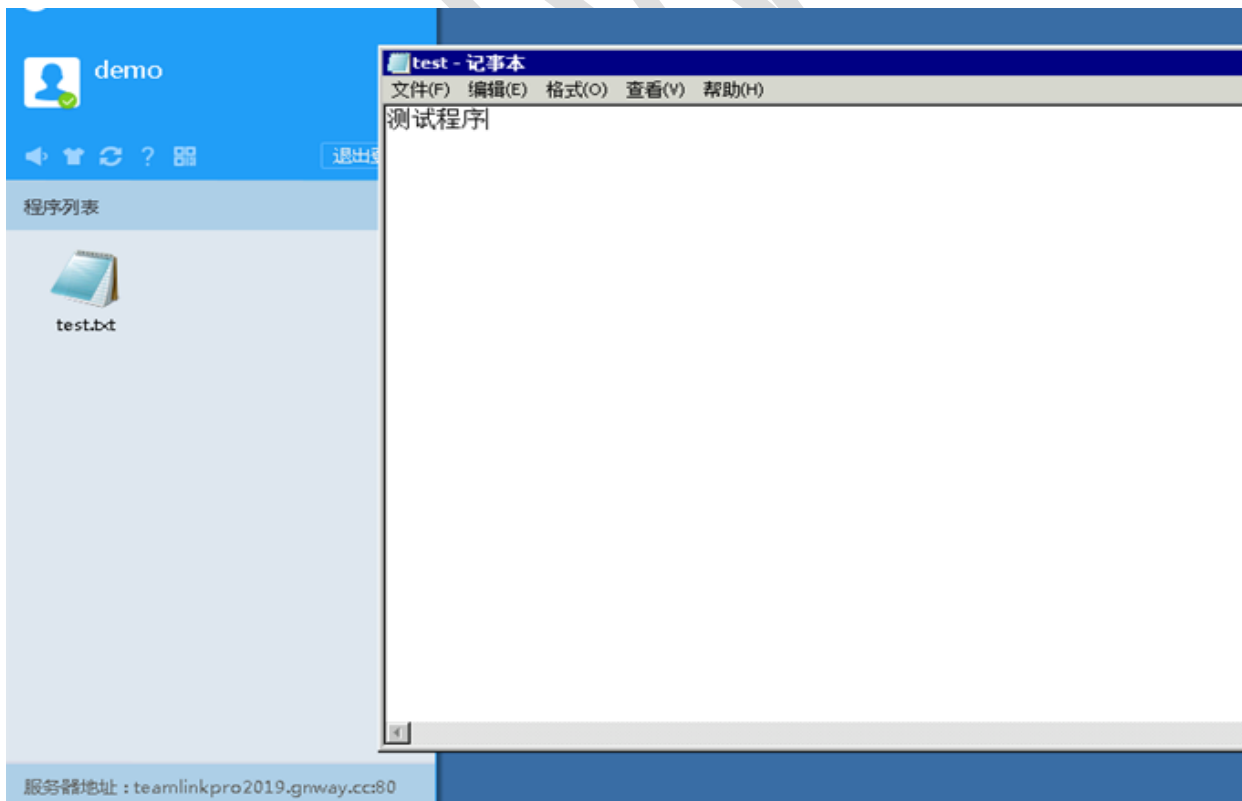 demo
退出
程序列表
test.txt
服务器地址：teamlinkpro2019.gnway.cc:80
test - 记事本
文件(F) 编辑(E) 格式(O) 查看(V) 帮助(H)
测试程序